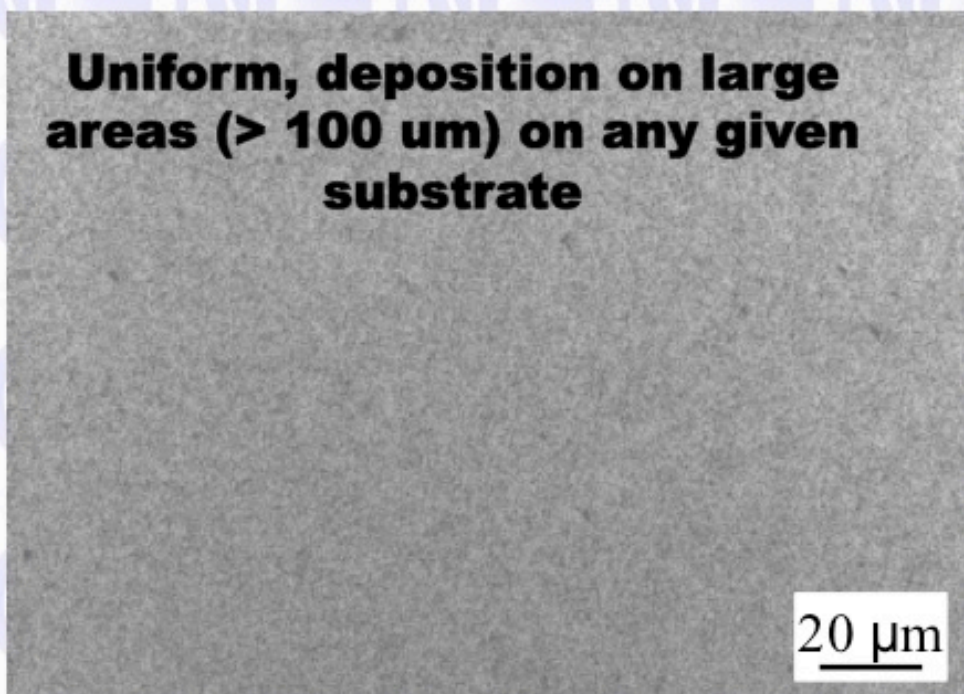 Uniform, deposition on large
areas (> 100 um) on any given
substrate
20 μm